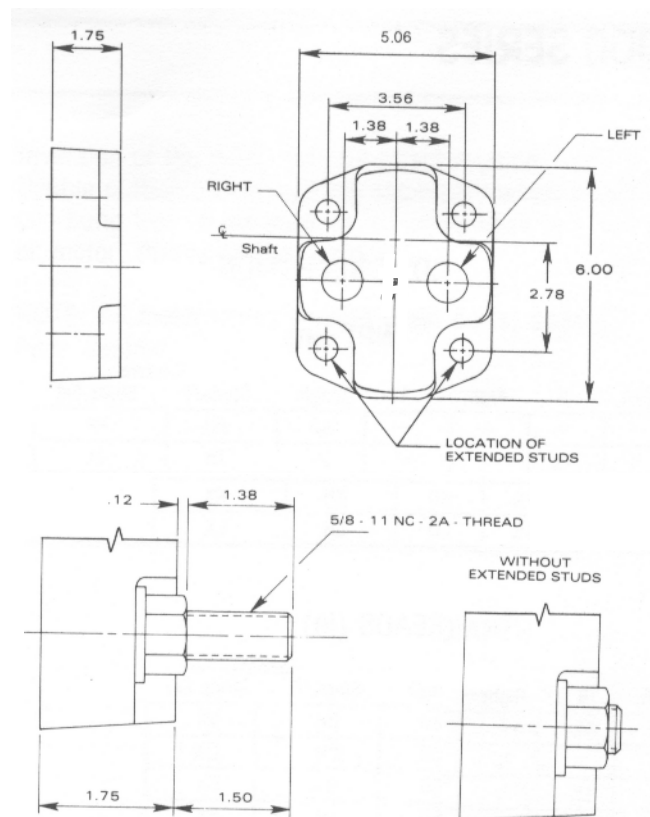 1.75
5.06
3.56
1.38
1.38
LEFT
RIGHT
℄
Shaft
6.00
2.78
LOCATION OF
EXTENDED STUDS
.12
1.38
5/8 - 11 NC - 2A - THREAD
WITHOUT
EXTENDED STUDS
1.75
1.50